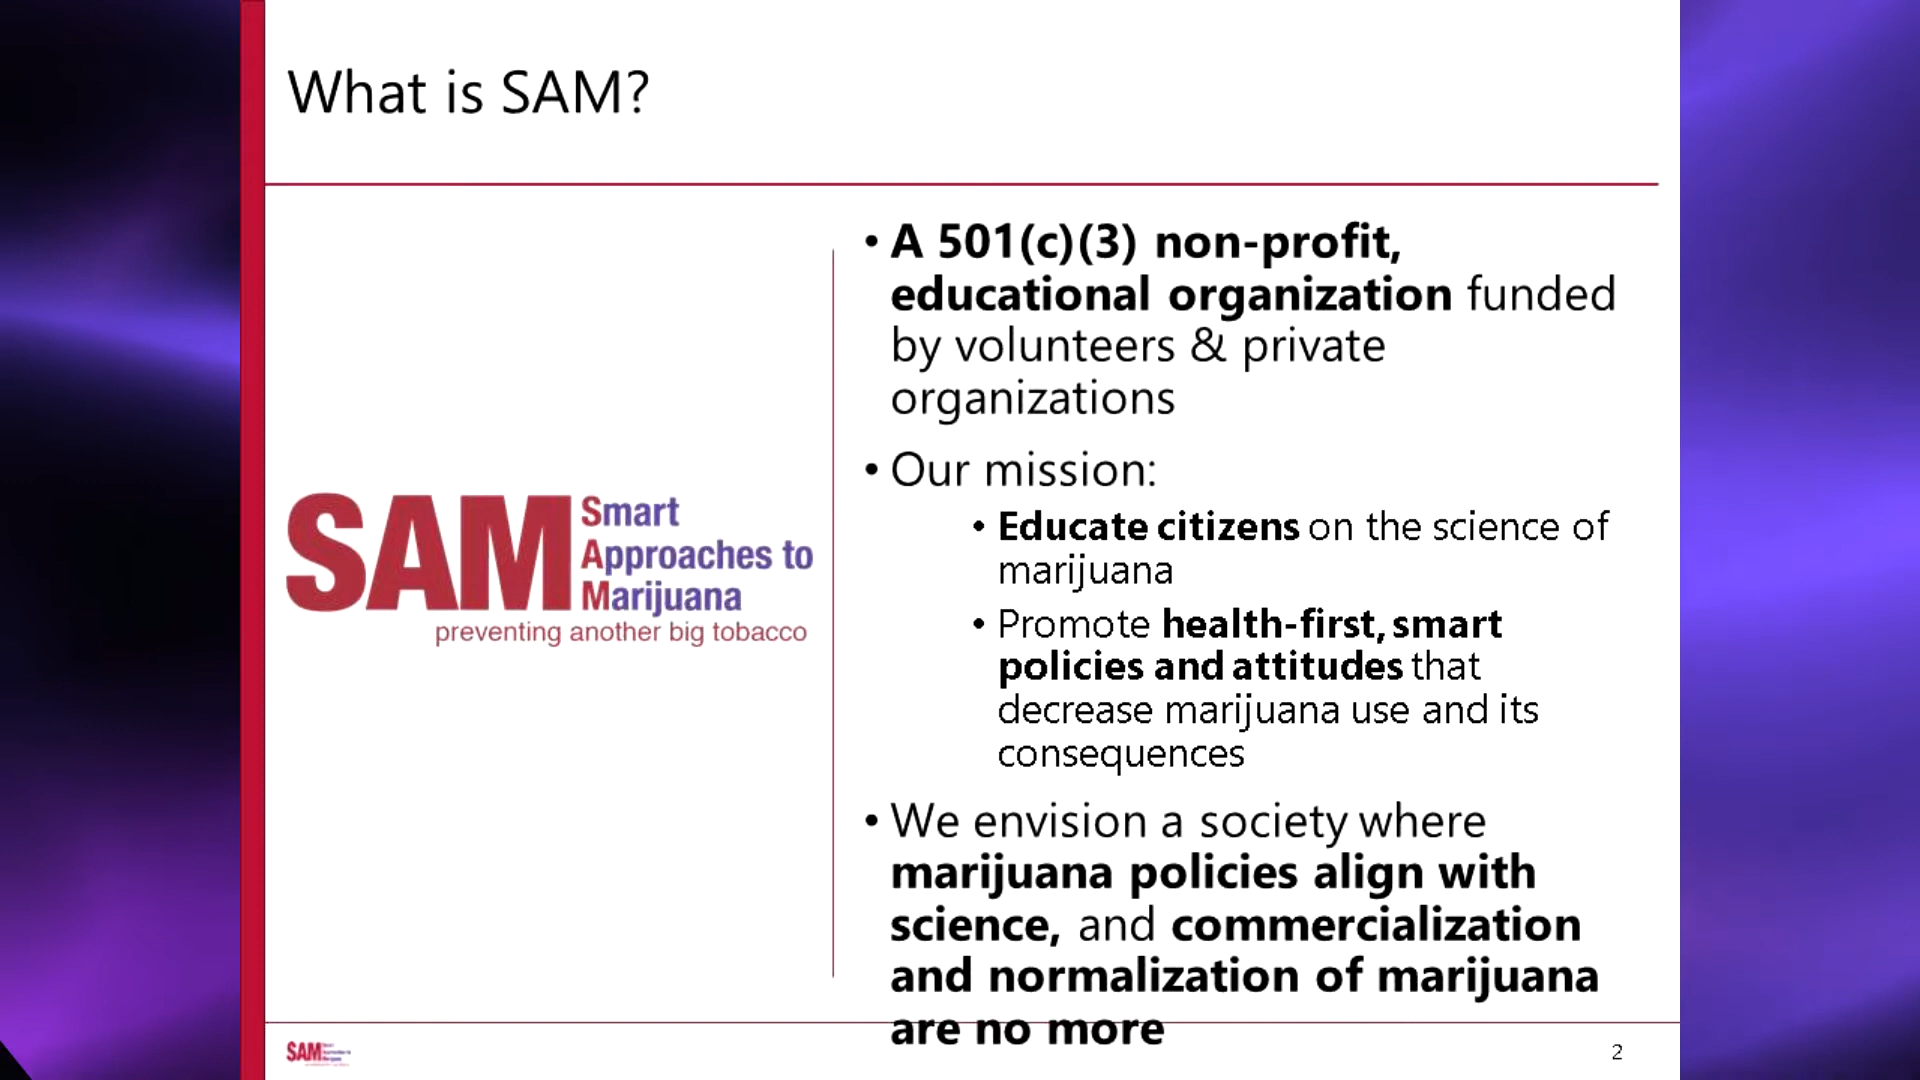 What is SAM?
• A 501(c)(3) non-profit,
educational organization funded
by volunteers & private
organizations
• Our mission:
• Educate citizens on the science of
marijuana
• Promote health-first, smart
policies and attitudes that
decrease marijuana use and its
consequences
• We envision a society where
marijuana policies align with
science, and commercialization
and normalization of marijuana
are no more
SAM
Smart
Approaches to
Marijuana
preventing another big tobacco
SAM
2